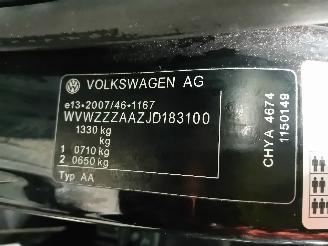 VOLKSWAGEN AG
e13*2007/46*1167
WVWZZZAAZJD183100
1330 kg
kg
1 0710 kg
2 0650 kg
Typ AA
CHYA 4674
1150149